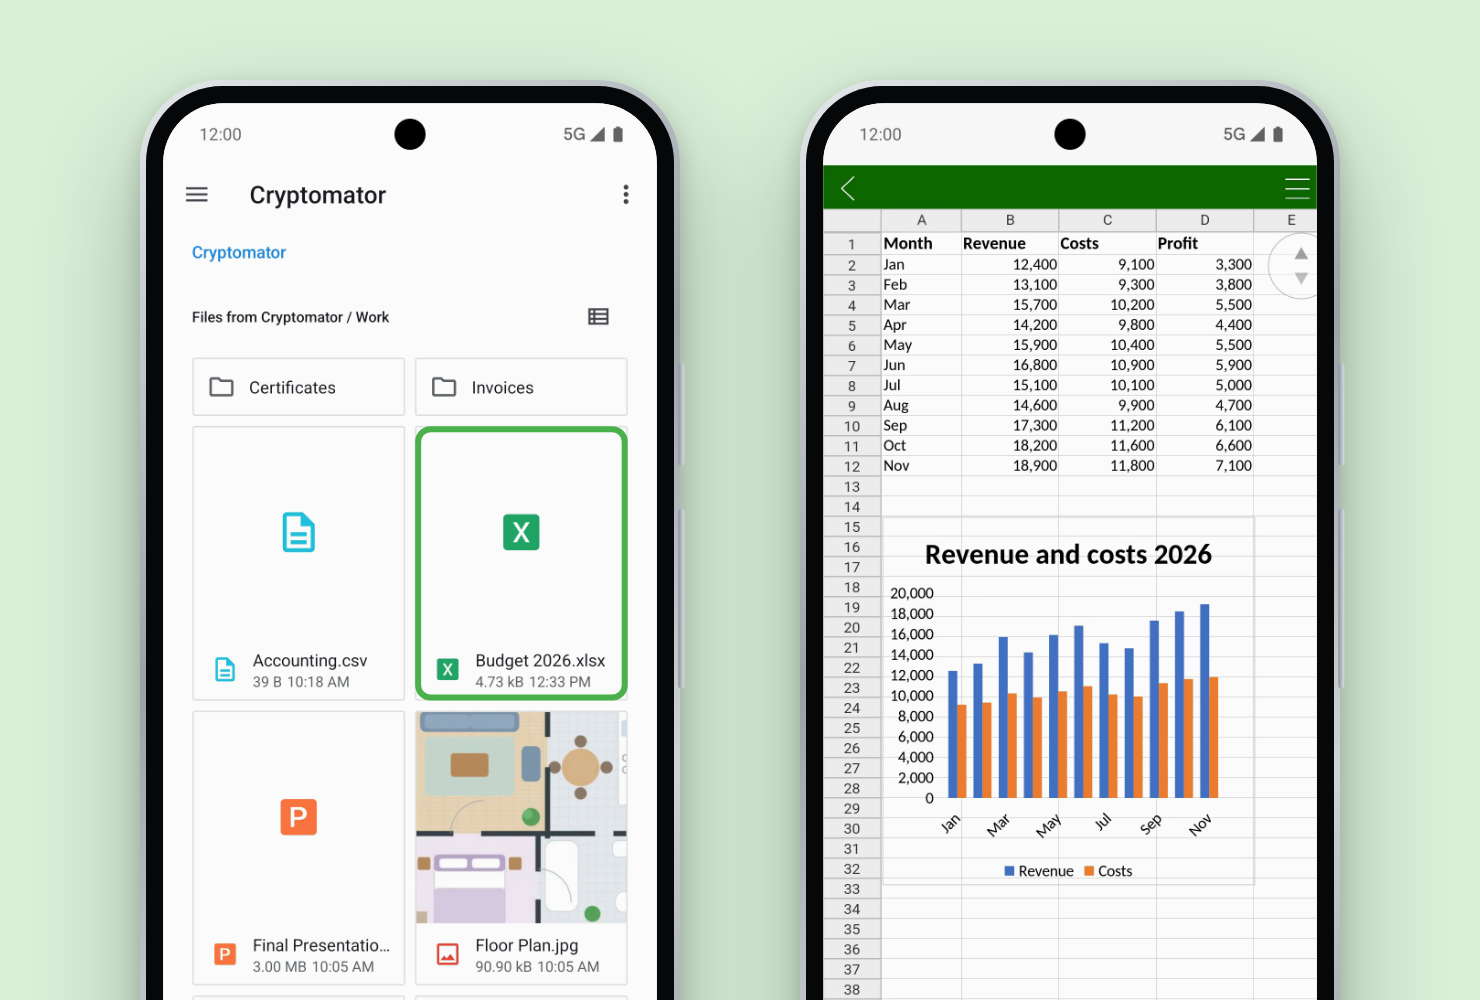 12:00 5G
Cryptomator
Cryptomator
Files from Cryptomator / Work
Certificates Invoices
X
Accounting.csv
39 B 10:18 AM
X Budget 2026.xlsx
4.73 kB 12:33 PM
P
P Final Presentatio...
3.00 MB 10:05 AM
Floor Plan.jpg
90.90 kB 10:05 AM
12:00 5G
A B C D E
1 Month Revenue Costs Profit
2 Jan 12,400 9,100 3,300
3 Feb 13,100 9,300 3,800
4 Mar 15,700 10,200 5,500
5 Apr 14,200 9,800 4,400
6 May 15,900 10,400 5,500
7 Jun 16,800 10,900 5,900
8 Jul 15,100 10,100 5,000
9 Aug 14,600 9,900 4,700
10 Sep 17,300 11,200 6,100
11 Oct 18,200 11,600 6,600
12 Nov 18,900 11,800 7,100
13
14
15
16
17
18
19
20
21
22
23
24
25
26
27
28
29
30
31
32
33
34
35
36
37
38
Revenue and costs 2026
20,000
18,000
16,000
14,000
12,000
10,000
8,000
6,000
4,000
2,000
0
Jan Mar May Jul Sep Nov
Revenue Costs